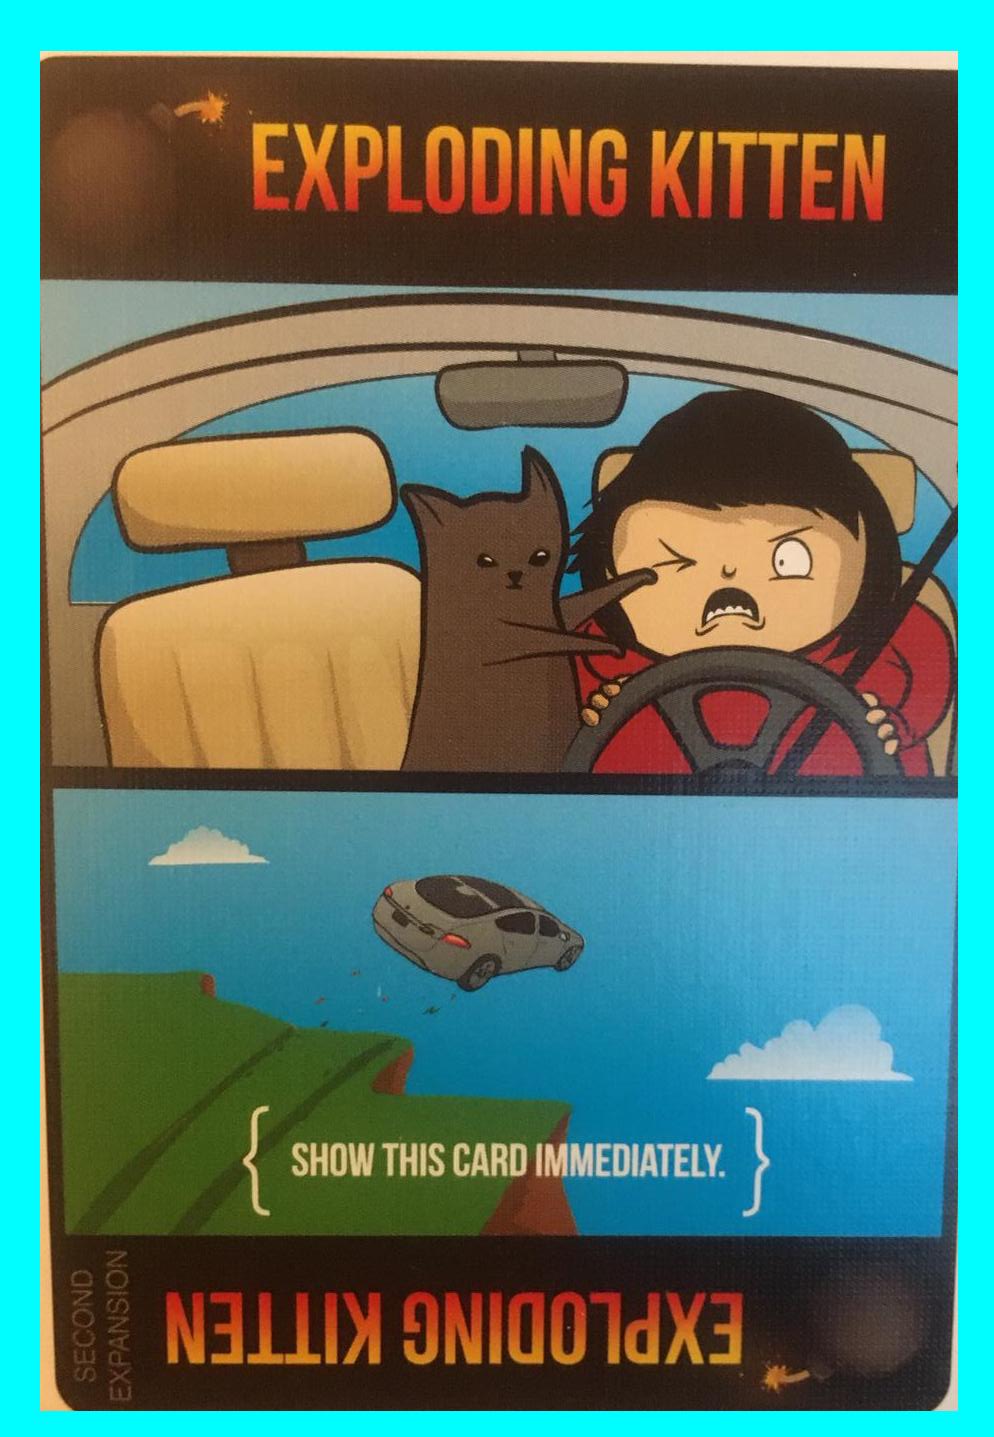 EXPLODING KITTEN
{ SHOW THIS CARD IMMEDIATELY. }
SECOND
EXPANSION
EXPLODING KITTEN